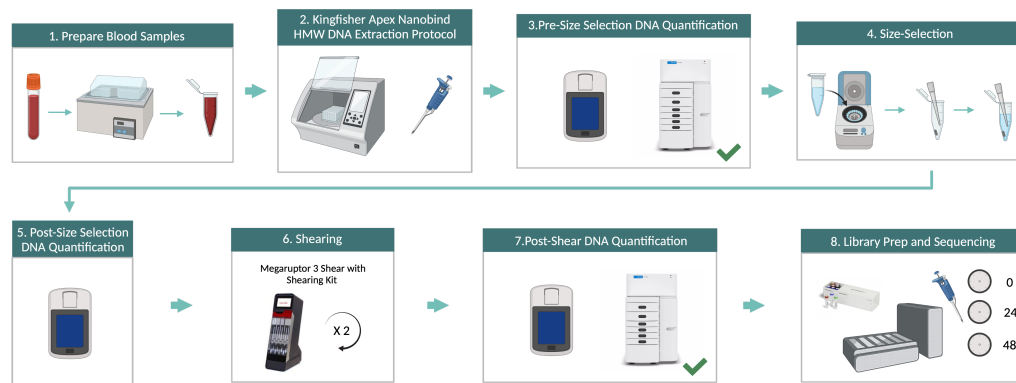 1. Prepare Blood Samples
2. Kingfisher Apex Nanobind
HMW DNA Extraction Protocol
3.Pre-Size Selection DNA Quantification
4. Size-Selection
5. Post-Size Selection
DNA Quantification
6. Shearing
Megaruptor 3 Shear with
Shearing Kit
X 2
7.Post-Shear DNA Quantification
8. Library Prep and Sequencing
0
24
48